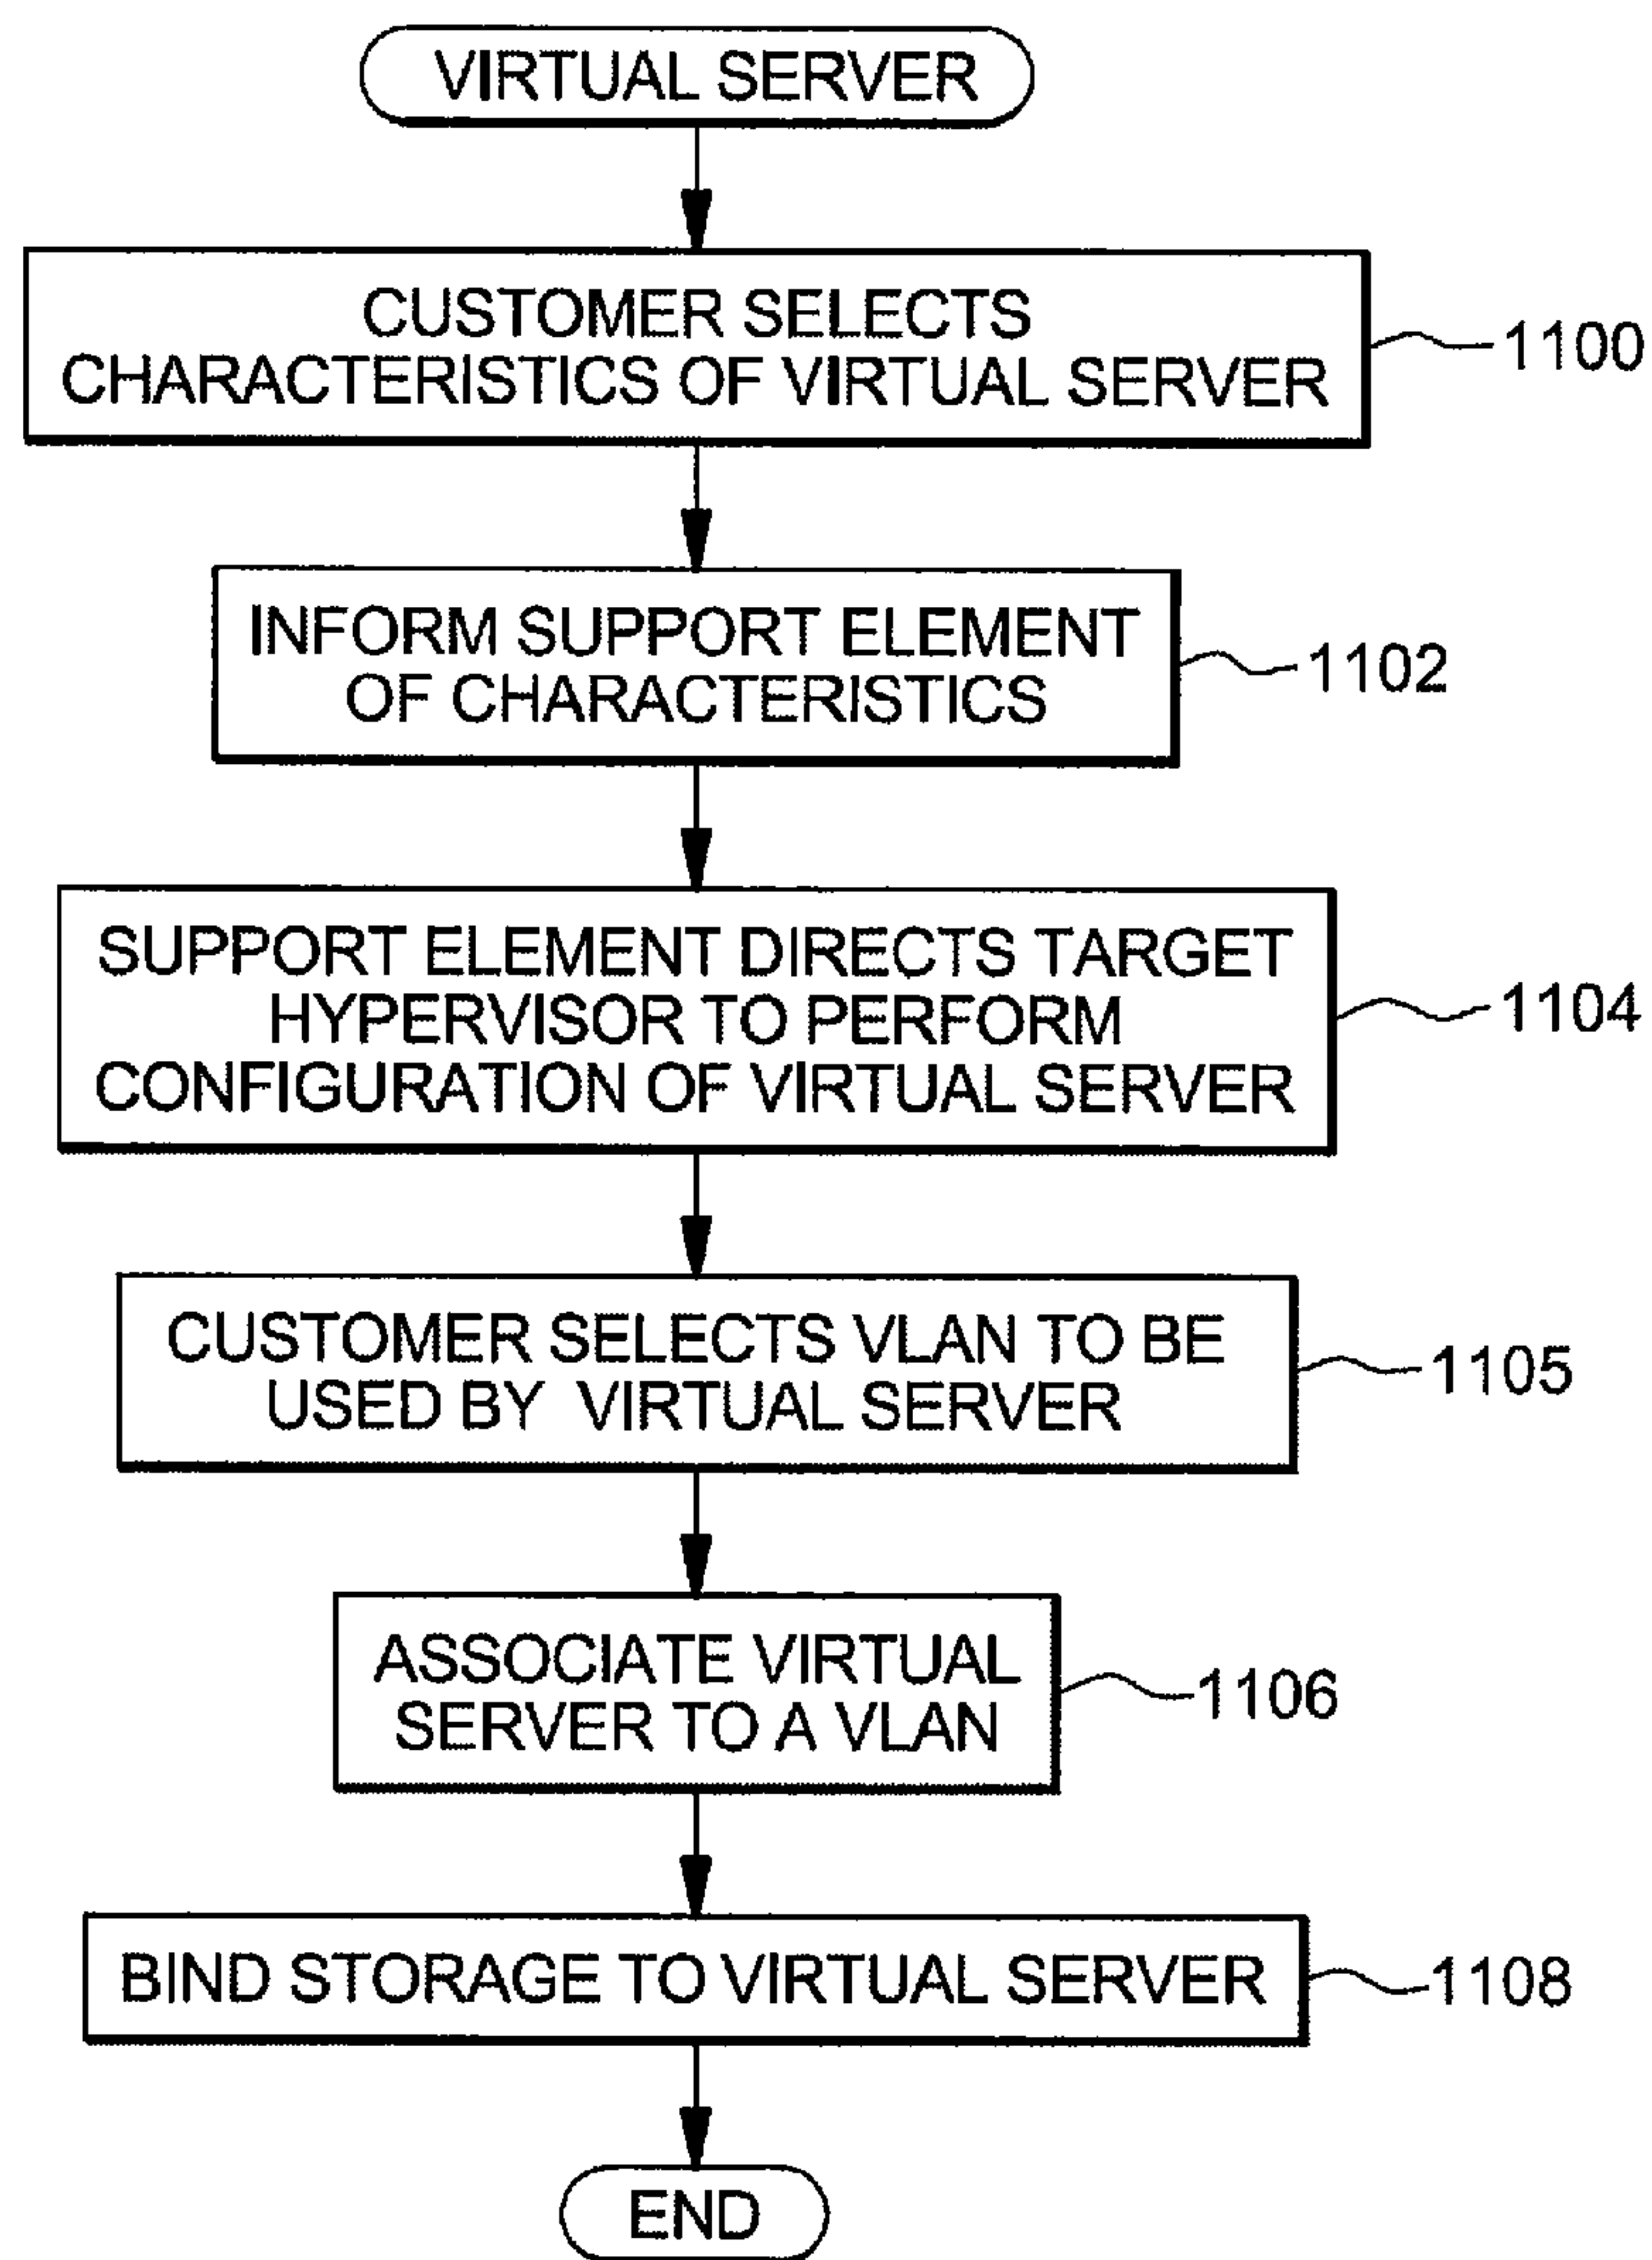 VIRTUAL SERVER
CUSTOMER SELECTS
CHARACTERISTICS OF VIRTUAL SERVER
1100
INFORM SUPPORT ELEMENT
OF CHARACTERISTICS
1102
SUPPORT ELEMENT DIRECTS TARGET
HYPERVISOR TO PERFORM
CONFIGURATION OF VIRTUAL SERVER
1104
CUSTOMER SELECTS VLAN TO BE
USED BY VIRTUAL SERVER
1105
ASSOCIATE VIRTUAL
SERVER TO A VLAN
1106
BIND STORAGE TO VIRTUAL SERVER
1108
END